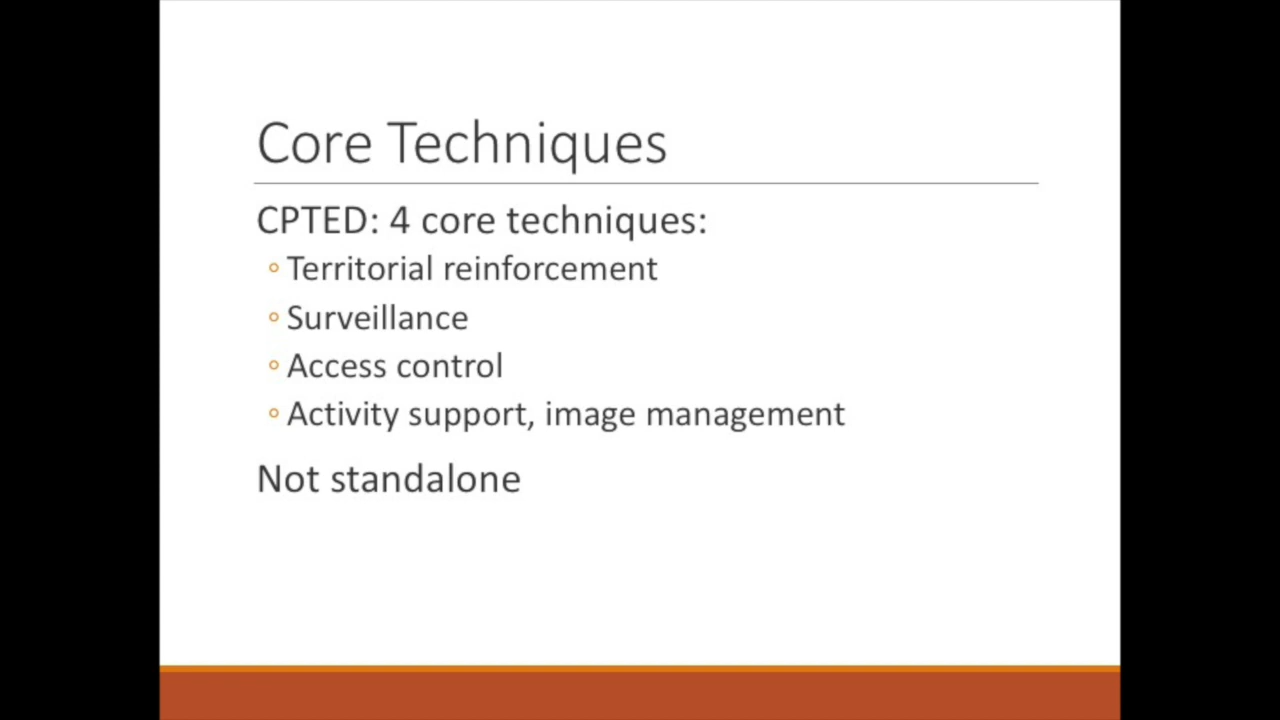 Core Techniques
CPTED: 4 core techniques:
◦ Territorial reinforcement
◦ Surveillance
◦ Access control
◦ Activity support, image management
Not standalone